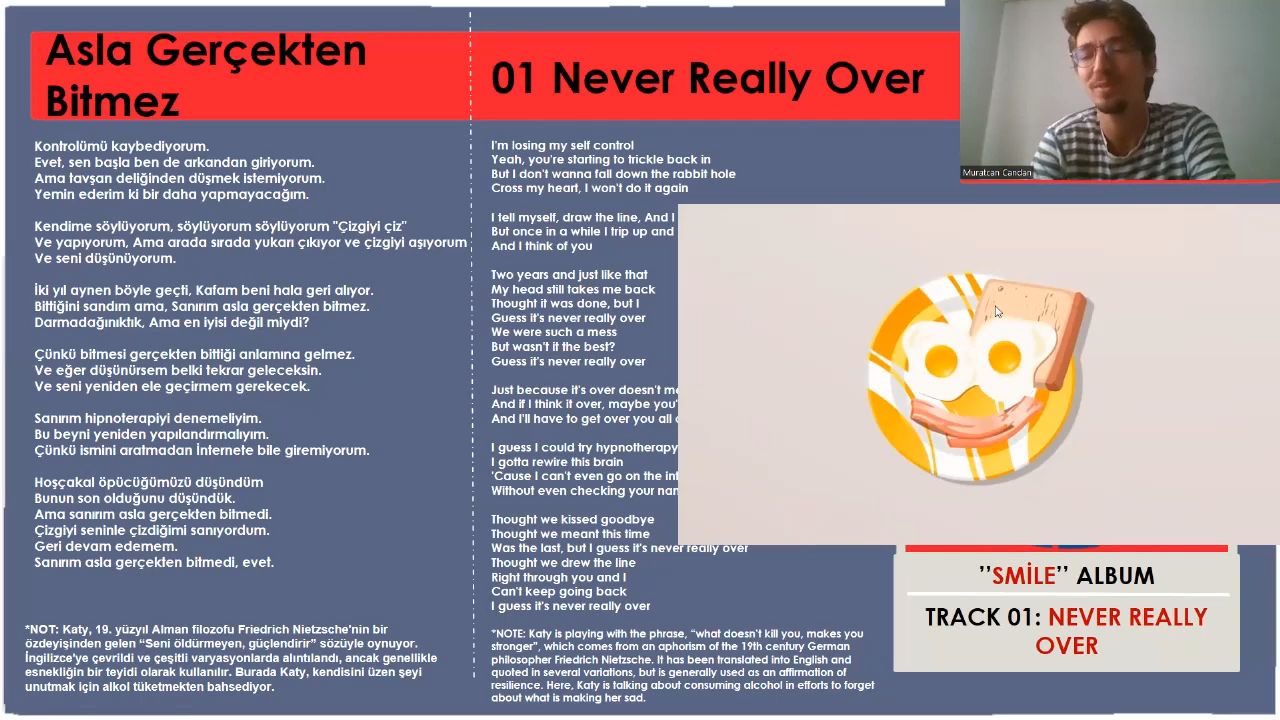 Asla Gerçekten
Bitmez
Kontrolümü kaybediyorum.
Evet, sen başla ben de arkandan giriyorum.
Ama tavşan deliğinden düşmek istemiyorum.
Yemin ederim ki bir daha yapmayacağım.
Kendime söylüyorum, söylüyorum söylüyorum "Çizgiyi çiz"
Ve yapıyorum, Ama arada sırada yukarı çıkıyor ve çizgiyi aşıyorum
Ve seni düşünüyorum.
İki yıl aynen böyle geçti, Kafam beni hala geri alıyor.
Bittiğini sandım ama, Sanırım asla gerçekten bitmez.
Darmadağınıktık, Ama en iyisi değil miydi?
Çünkü bitmesi gerçekten bittiği anlamına gelmez.
Ve eğer düşünürsem belki tekrar geleceksin.
Ve seni yeniden ele geçirmem gerekecek.
Sanırım hipnoterapiyi denemeliyim.
Bu beyni yeniden yapılandırmalıyım.
Çünkü ismini aratmadan İnternete bile giremiyorum.
Hoşçakal öpücüğümüzü düşündüm
Bunun son olduğunu düşündük.
Ama sanırım asla gerçekten bitmedi.
Çizgiyi seninle çizdiğimi sanıyordum.
Geri devam edemem.
Sanırım asla gerçekten bitmedi, evet.
*NOT: Katy, 19. yüzyıl Alman filozofu Friedrich Nietzsche'nin bir
özdeyişinden gelen “Seni öldürmeyen, güçlendirir” sözüyle oynuyor.
İngilizce'ye çevrildi ve çeşitli varyasyonlarda alıntılandı, ancak genellikle
esnekliğin bir teyidi olarak kullanılır. Burada Katy, kendisini üzen şeyi
unutmak için alkol tüketmekten bahsediyor.
01 Never Really Over
I'm losing my self control
Yeah, you're starting to trickle back in
But I don't wanna fall down the rabbit hole
Cross my heart, I won't do it again
I tell myself, draw the line, And I
But once in a while I trip up and
And I think of you
Two years and just like that
My head still takes me back
Thought it was done, but I
Guess it's never really over
We were such a mess
But wasn't it the best?
Guess it's never really over
Just because it's over doesn't
And if I think it over, maybe
And I'll have to get over you all
I guess I could try hypnotherapy
I gotta rewire this brain
'Cause I can't even go on the
Without even checking your
Thought we kissed goodbye
Thought we meant this time
Was the last, but I guess it's never really over
Thought we drew the line
Right through you and I
Can't keep going back
I guess it's never really over
*NOTE: Katy is playing with the phrase, “what doesn't kill you, makes you
stronger”, which comes from an aphorism of the 19th century German
philosopher Friedrich Nietzsche. It has been translated into English and
quoted in several variations, but is generally used as an affirmation of
resilience. Here, Katy is talking about consuming alcohol in efforts to forget
about what is making her sad.
Muratcan Candan
’’SMİLE’’ ALBUM
TRACK 01: NEVER REALLY
OVER